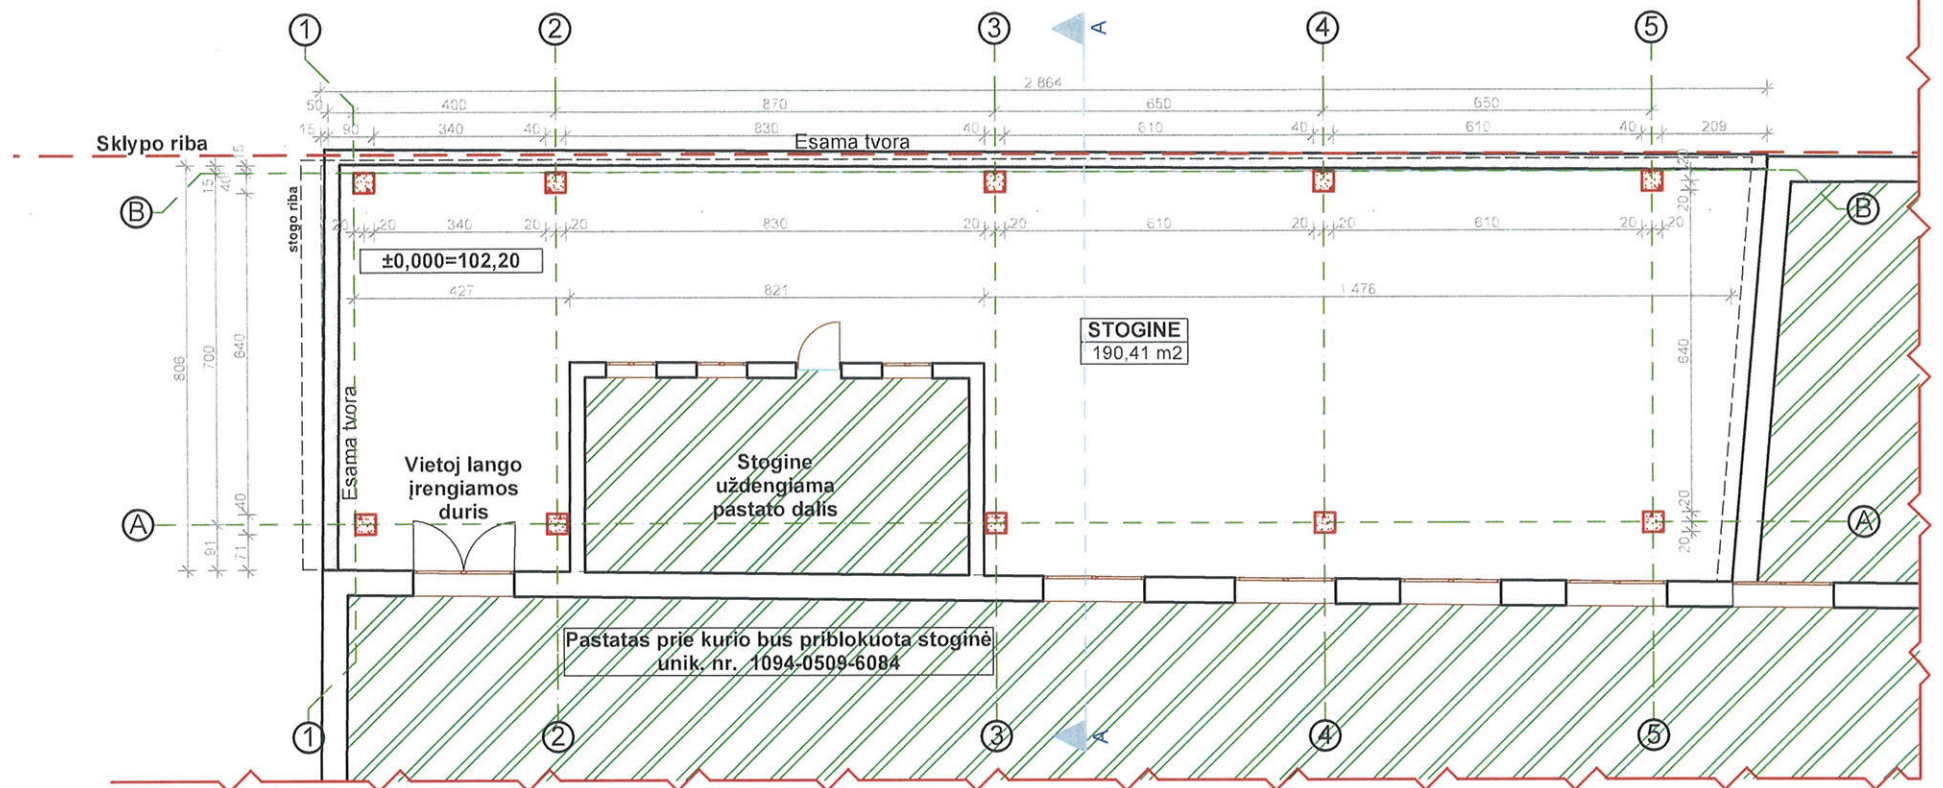 1
2
3
A
4
5
2 864
50
400
870
650
650
15
90
340
40
830
40
610
40
610
40
209
Sklypo riba
Esama tvora
B
B
stogo riba
15
40
20
20
20
340
20
20
830
20
20
610
20
20
610
20
20
20
±0,000=102,20
427
821
1 476
STOGINE
190,41 m2
806
700
640
640
Esama tvora
Vietoj lango
įrengiamos
duris
Stogine
uždengiama
pastato dalis
A
A
40
91
71
20
20
Pastatas prie kurio bus priblokuota stoginė
unik. nr. 1094-0509-6084
1
2
3
A
4
5